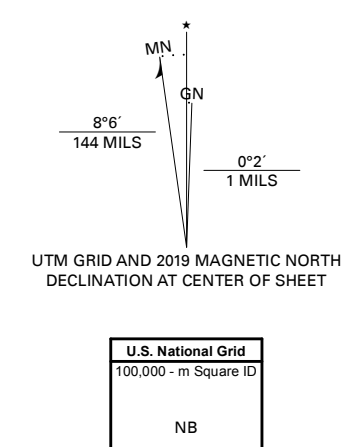 ★
MN
GN
8°6´
144 MILS
0°2´
1 MILS
UTM GRID AND 2019 MAGNETIC NORTH
DECLINATION AT CENTER OF SHEET
U.S. National Grid
100,000 - m Square ID
NB